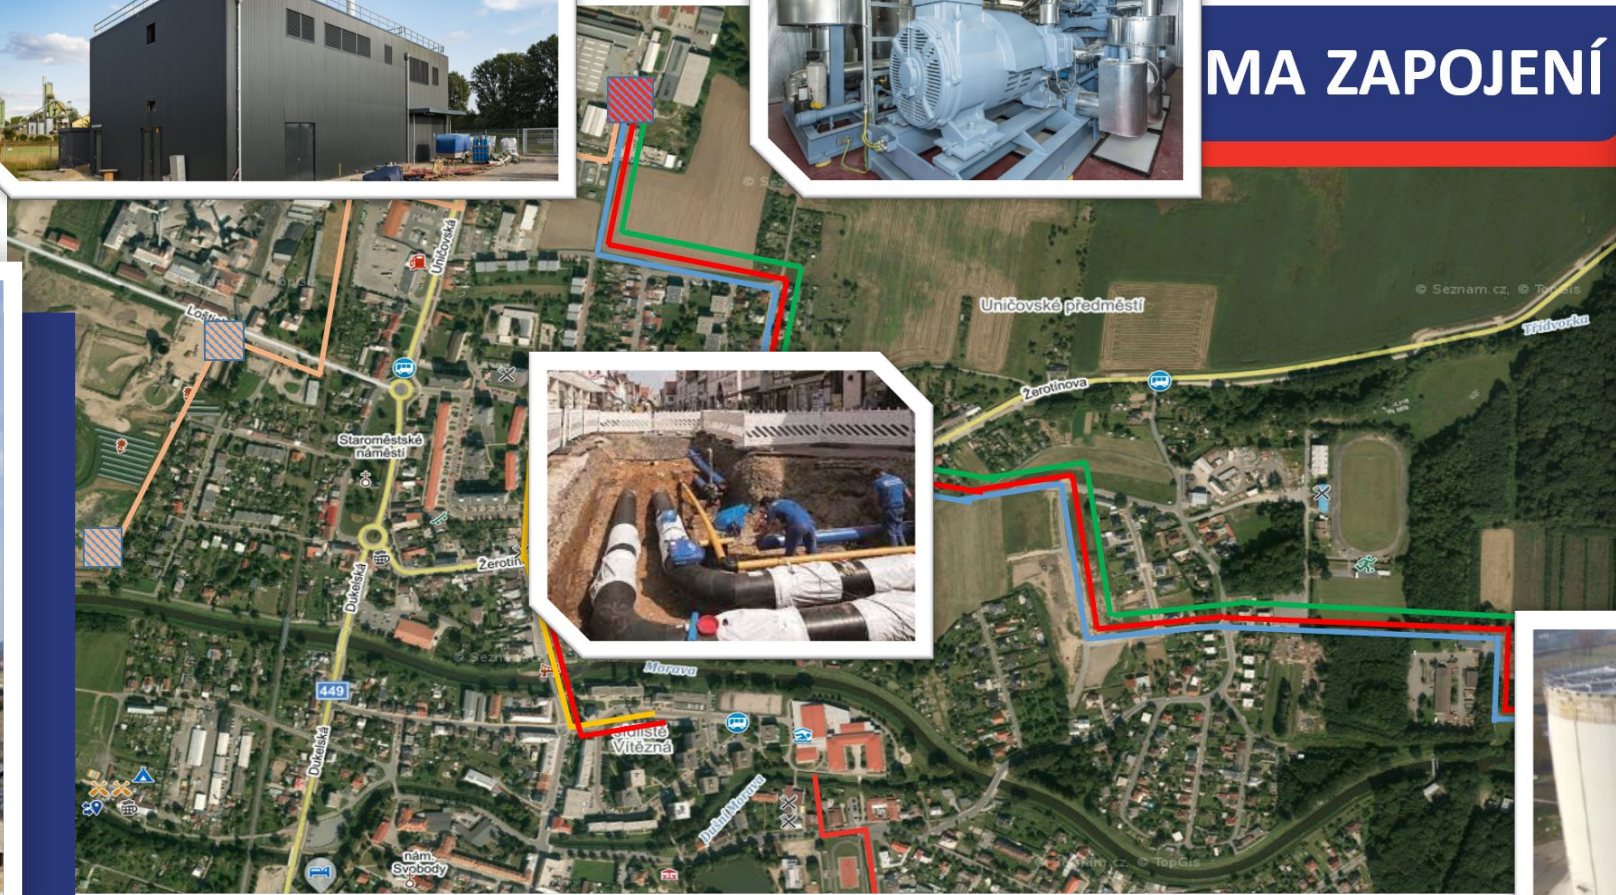 MA ZAPOJENÍ
Uničovská
© Seznam.cz, © TopGis
Uničovské předměstí
Třídvorka
Žerotínova
Staroměstské
náměstí
Žerotín
Dukelská
Morava
449
Sídliště
Vítězná
Dukelská
Dušní Morava
nám.
Svobody
© TopGis